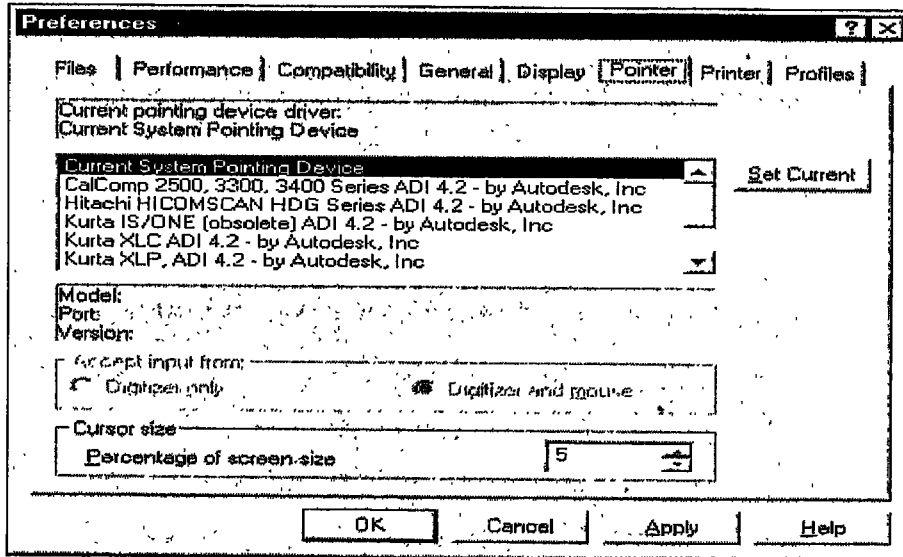 Preferences
Files Performance Compatibility General Display Pointer Printer Profiles
Current pointing device driver:
Current System Pointing Device
Current System Pointing Device
CalComp 2500, 3300, 3400 Series ADI 4.2 - by Autodesk, Inc
Hitachi HICOMSCAN HDG Series ADI 4.2 - by Autodesk, Inc
Kurta IS/ONE (obsolete) ADI 4.2 - by Autodesk, Inc
Kurta XLC ADI 4.2 - by Autodesk, Inc
Kurta XLP, ADI 4.2 - by Autodesk, Inc
Set Current
Model:
Port:
Version:
Accept input from:
Digitizer only Digitizer and mouse
Cursor size
Percentage of screen size 5
OK Cancel Apply Help